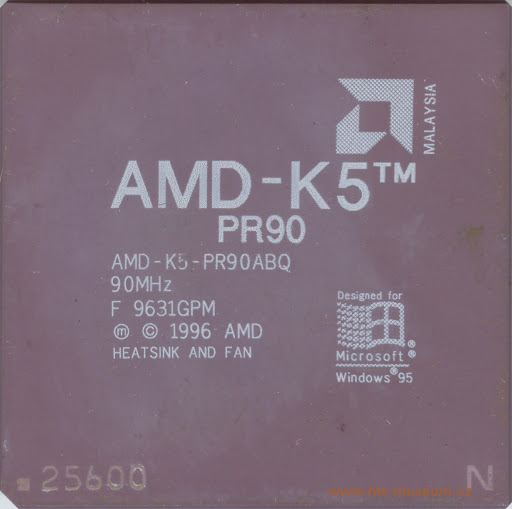 MALAYSIA
AMD-K5™
PR90
AMD-K5-PR90ABQ
90MHz
F 9631GPM
ⓜ © 1996 AMD
HEATSINK AND FAN
Designed for
Microsoft®
Windows®95
25600
N